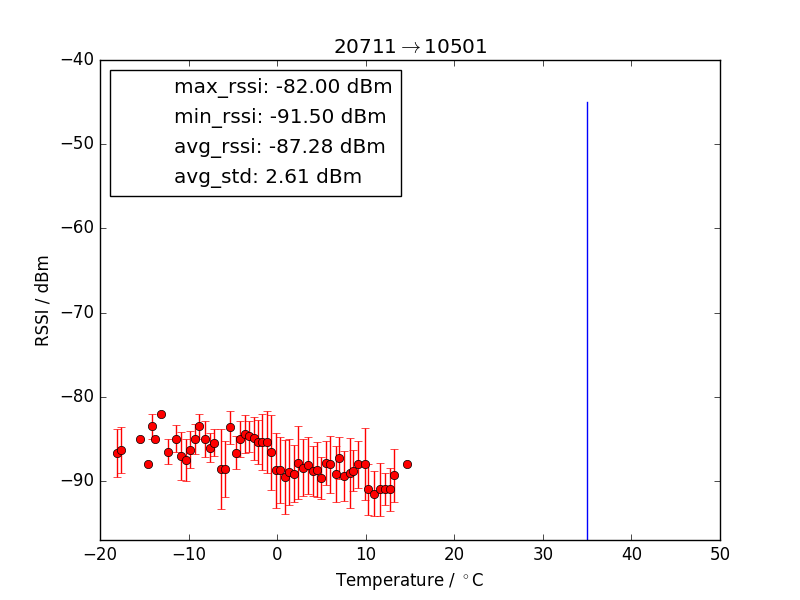 20711→10501
max_rssi: -82.00 dBm
min_rssi: -91.50 dBm
avg_rssi: -87.28 dBm
avg_std: 2.61 dBm
RSSI / dBm
−40
−50
−60
−70
−80
−90
−20 −10 0 10 20 30 40 50
Temperature / °C